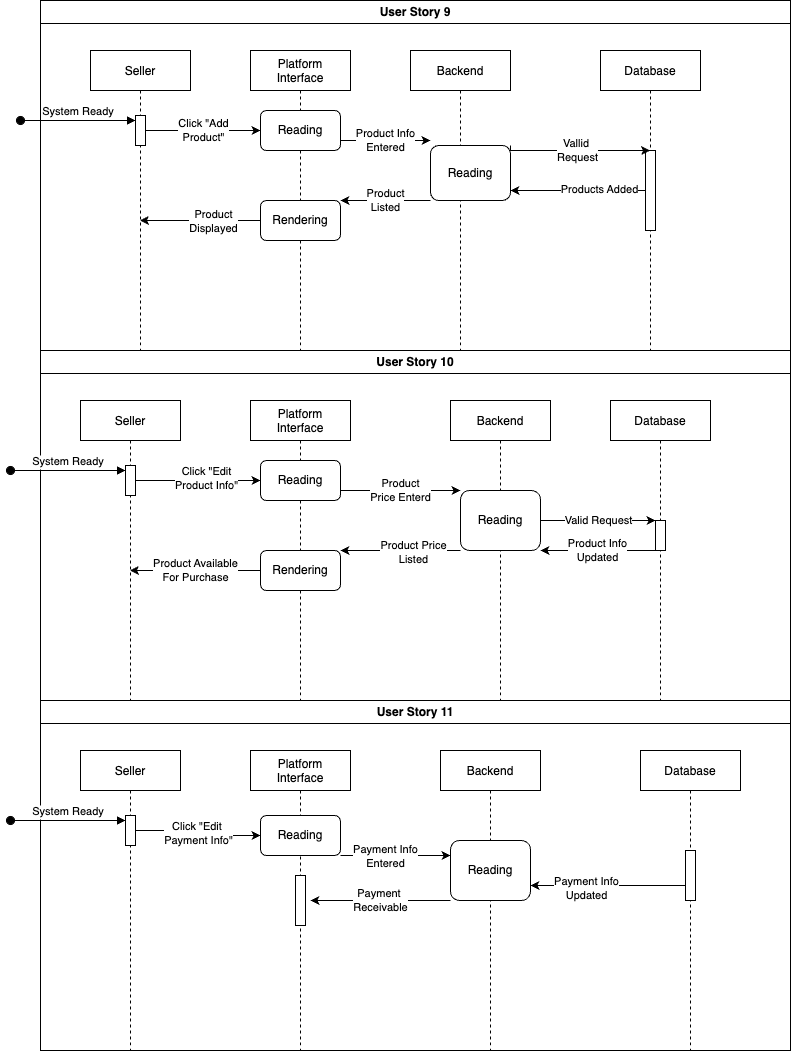 User Story 9
Seller
Platform
Interface
Backend
Database
System Ready
Click "Add
Product"
Reading
Product Info
Entered
Reading
Vallid
Request
Products Added
Product
Listed
Rendering
Product
Displayed
User Story 10
Seller
Platform
Interface
Backend
Database
System Ready
Click "Edit
Product Info"
Reading
Product
Price Enterd
Reading
Valid Request
Product Info
Updated
Product Price
Listed
Rendering
Product Available
For Purchase
User Story 11
Seller
Platform
Interface
Backend
Database
System Ready
Click "Edit
Payment Info"
Reading
Payment Info
Entered
Reading
Payment Info
Updated
Payment
Receivable